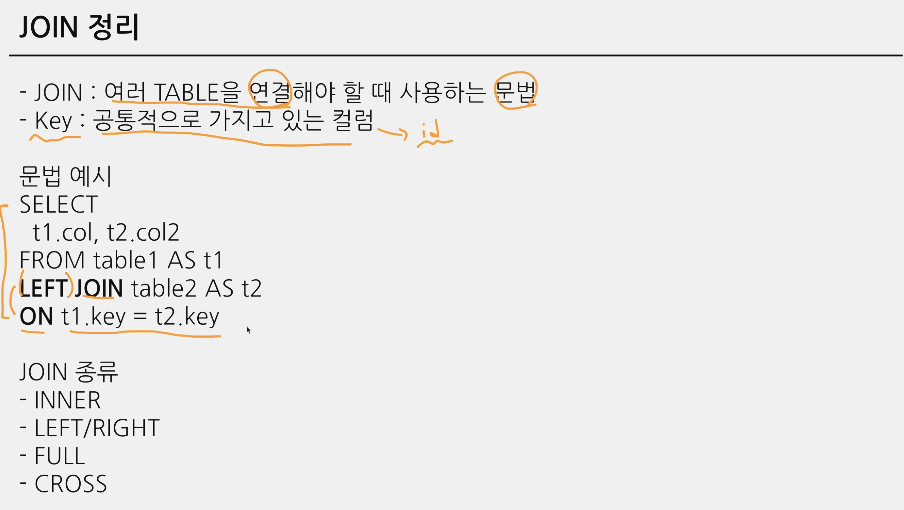 JOIN 정리
- JOIN : 여러 TABLE을 연결해야 할 때 사용하는 문법
- Key : 공통적으로 가지고 있는 컬럼 → id
문법 예시
SELECT
t1.col, t2.col2
FROM table1 AS t1
LEFT JOIN table2 AS t2
ON t1.key = t2.key
JOIN 종류
- INNER
- LEFT/RIGHT
- FULL
- CROSS